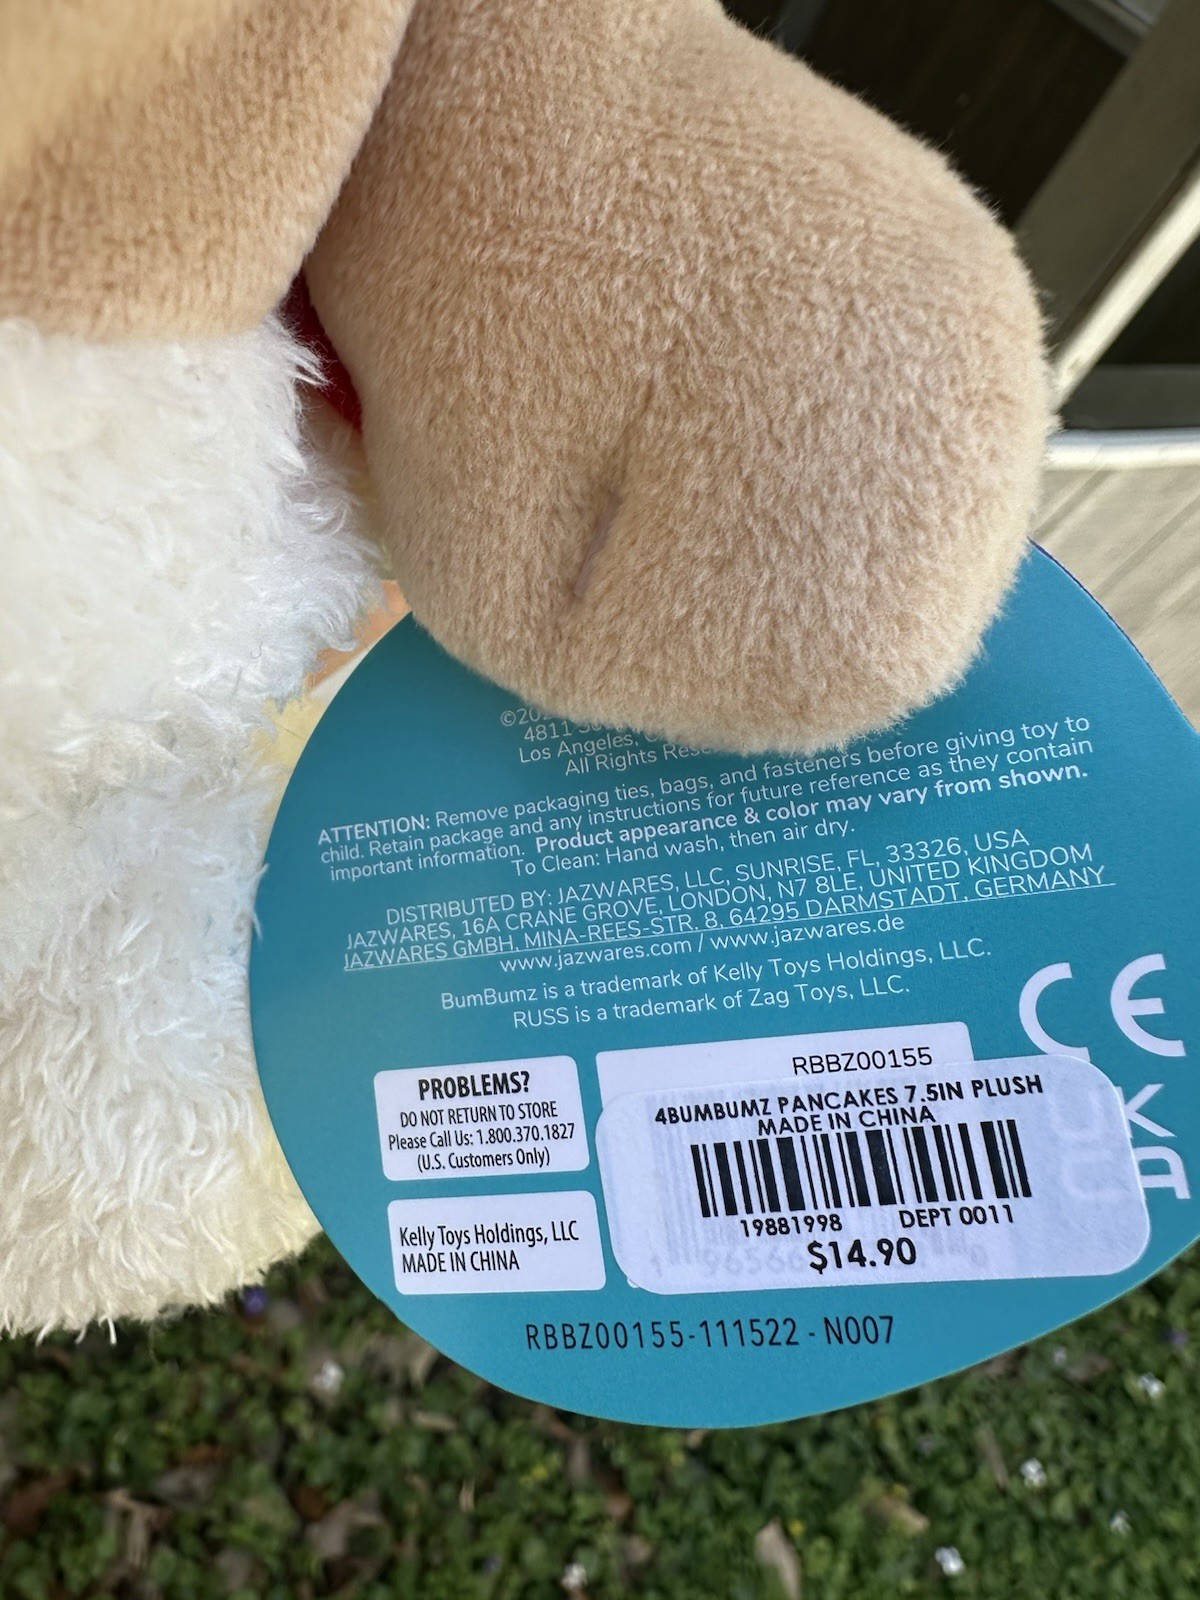 ©20
4811
Los Angeles,
All Rights
ATTENTION: Remove packaging ties, bags, and fasteners before giving toy to
child. Retain package and any instructions for future reference as they contain
important information. Product appearance & color may vary from shown.
To Clean: Hand wash, then air dry.
DISTRIBUTED BY: JAZWARES, LLC, SUNRISE, FL, 33326, USA
JAZWARES, 16A CRANE GROVE, LONDON, N7 8LE, UNITED KINGDOM
JAZWARES GMBH, MINA-REES-STR. 8, 64295 DARMSTADT, GERMANY
www.jazwares.com / www.jazwares.de
BumBumz is a trademark of Kelly Toys Holdings, LLC.
RUSS is a trademark of Zag Toys, LLC.
CE
PROBLEMS?
DO NOT RETURN TO STORE
Please Call Us: 1.800.370.1827
(U.S. Customers Only)
Kelly Toys Holdings, LLC
MADE IN CHINA
RBBZ00155
4BUMBUMZ PANCAKES 7.5IN PLUSH
MADE IN CHINA
19881998 DEPT 0011
$14.90
RBBZ00155-111522 - N007